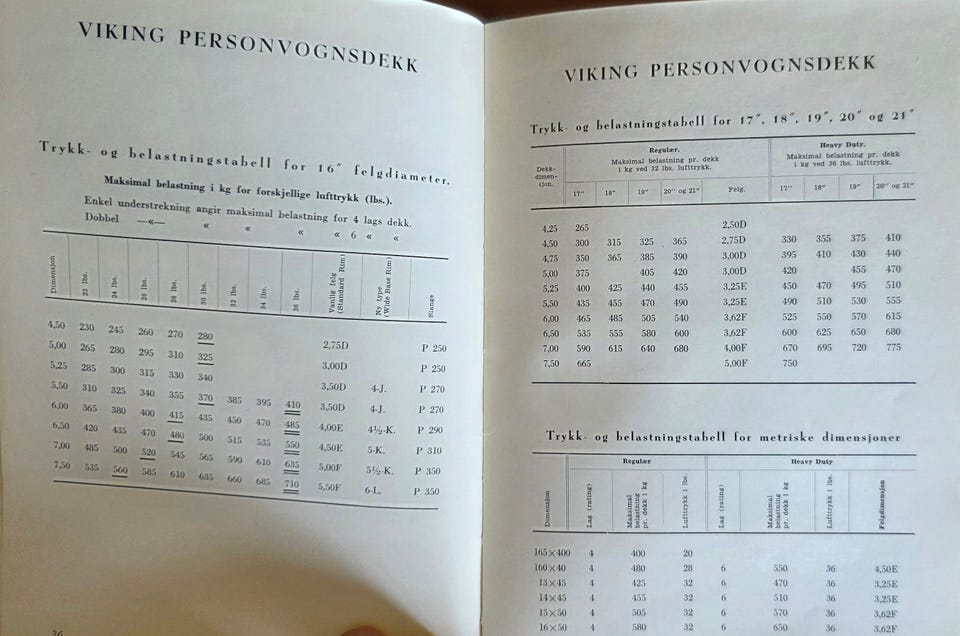 VIKING PERSONVOGNSDEKK
Trykk- og belastningstabell for 16″ felgdiameter.
Maksimal belastning i kg for forskjellige lufttrykk (lbs.).
Enkel understrekning angir maksimal belastning for 4 lags dekk.
Dobbel —«— « « « « 6 « «
Dimensjon 22 lbs. 24 lbs. 26 lbs. 28 lbs. 30 lbs. 32 lbs. 34 lbs. 36 lbs. Vanlig felg (Standard Rim) Ny type (Wide Base Rim) Slange
4,50 230 245 260 270 280 2,75D P 250
5,00 265 280 295 310 325 3,00D P 250
5,25 285 300 315 330 340 3,50D 4-J. P 270
5,50 310 325 340 355 370 385 395 410 3,50D 4-J. P 270
6,00 365 380 400 415 435 450 470 485 4,00E 4½-K. P 290
6,50 420 435 470 480 500 515 535 550 4,50E 5-K. P 310
7,00 485 500 520 545 565 590 610 635 5,00F 5½-K. P 350
7,50 535 560 585 610 635 660 685 710 5,50F 6-L. P 350
36
VIKING PERSONVOGNSDEKK
Trykk- og belastningstabell for 17″, 18″, 19″, 20″ og 21″
Regulær. Heavy Duty.
Dekk-dimen-sjon. Maksimal belastning pr. dekk i kg ved 32 lbs. lufttrykk. Maksimal belastning pr. dekk i kg ved 36 lbs. lufttrykk.
17″ 18″ 19″ 20″ og 21″ Felg. 17″ 18″ 19″ 20″ og 21″
4,25 265 2,50D
4,50 300 315 325 365 2,75D 330 355 375 410
4,75 350 365 385 390 3,00D 395 410 430 440
5,00 375 405 420 3,00D 420 455 470
5,25 400 425 440 455 3,25E 450 470 495 510
5,50 435 455 470 490 3,25E 490 510 530 555
6,00 465 485 505 540 3,62F 525 550 570 615
6,50 535 555 580 600 3,62F 600 625 650 680
7,00 590 615 640 680 4,00F 670 695 720 775
7,50 665 5,00F 750
Trykk- og belastningstabell for metriske dimensjoner
Regulær Heavy Duty
Dimensjon Lag (rating) Maksimal belastning pr. dekk i kg Lufttrykk i lbs. Lag (rating) Maksimal belastning pr. dekk i kg Lufttrykk i lbs. Felgdimensjon
165×400 4 400 20
160×40 4 480 28 6 550 36 4,50E
13×45 4 425 32 6 470 36 3,25E
14×45 4 455 32 6 510 36 3,25E
15×50 4 505 32 6 570 36 3,62F
16×50 4 580 32 6 650 36 3,62F